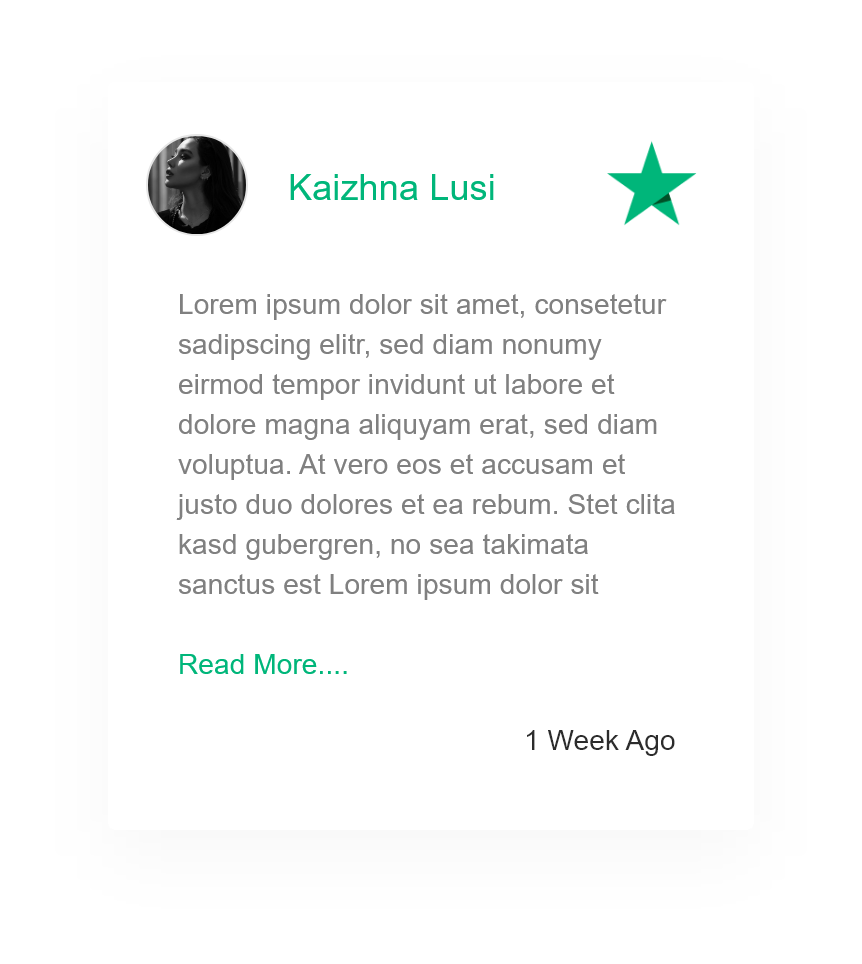 Kaizhna Lusi
Lorem ipsum dolor sit amet, consetetur
sadipscing elitr, sed diam nonumy
eirmod tempor invidunt ut labore et
dolore magna aliquyam erat, sed diam
voluptua. At vero eos et accusam et
justo duo dolores et ea rebum. Stet clita
kasd gubergren, no sea takimata
sanctus est Lorem ipsum dolor sit
Read More....
1 Week Ago